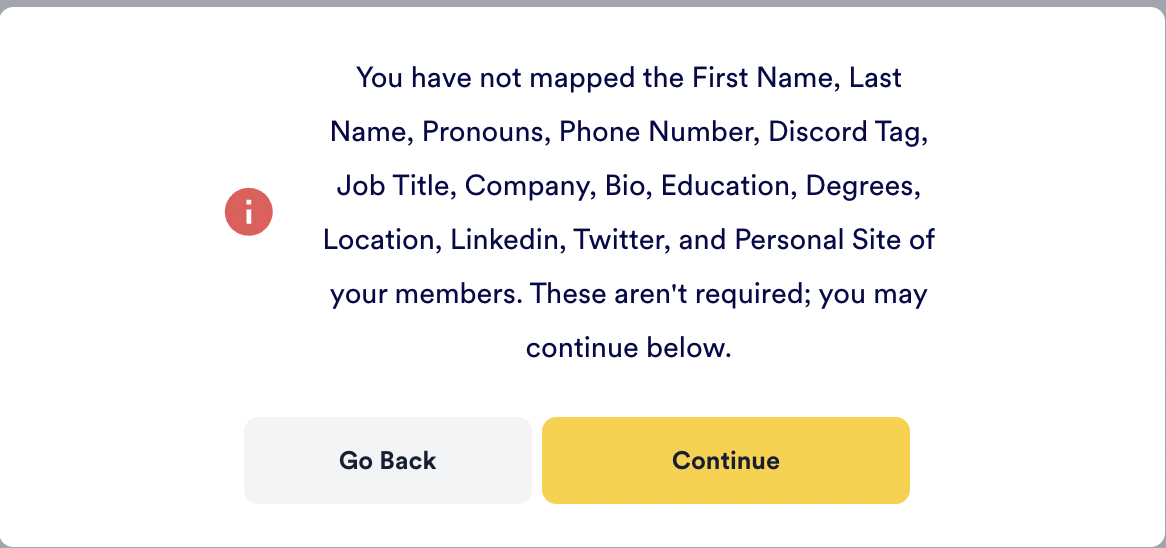 You have not mapped the First Name, Last
Name, Pronouns, Phone Number, Discord Tag,
Job Title, Company, Bio, Education, Degrees,
Location, Linkedin, Twitter, and Personal Site of
your members. These aren't required; you may
continue below.
Go Back
Continue